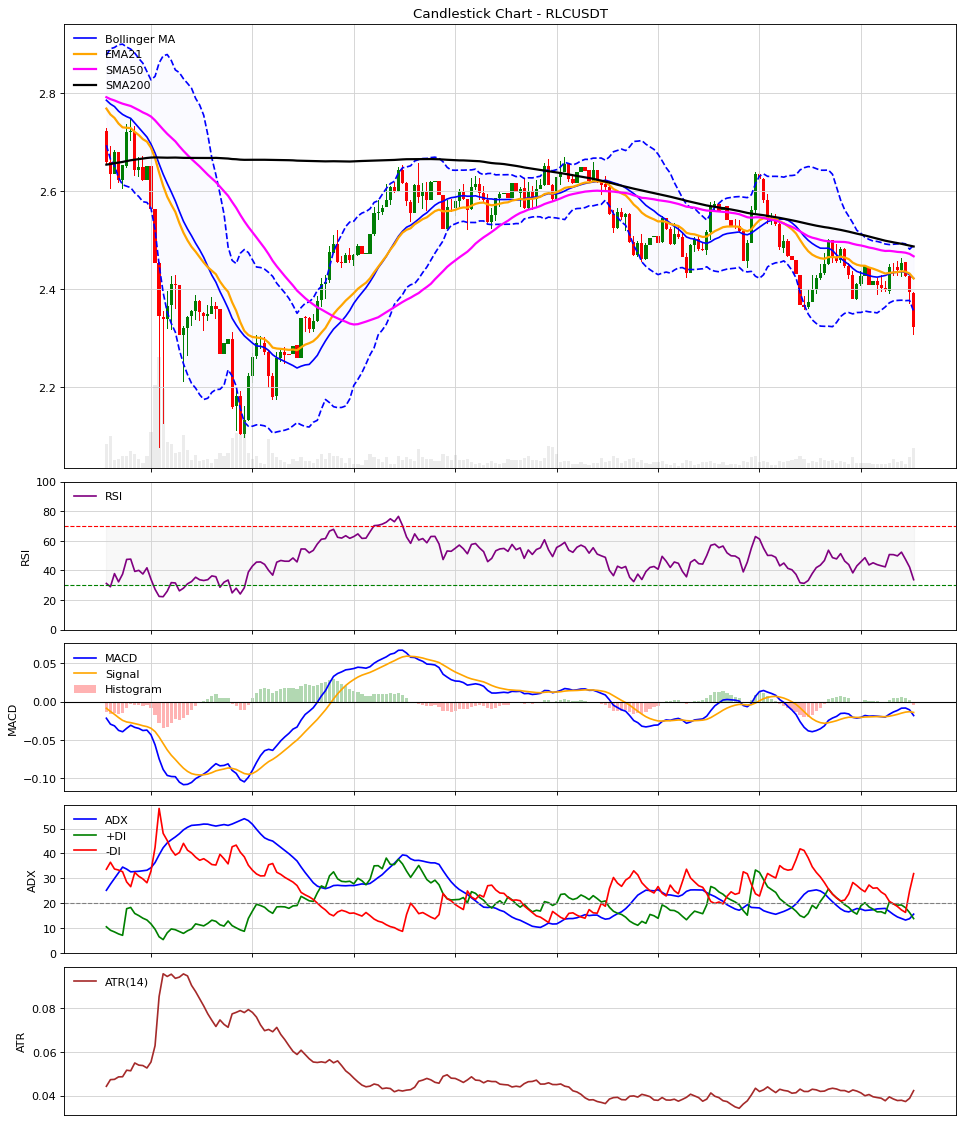 Candlestick Chart - RLCUSDT
Bollinger MA
EMA21
SMA50
SMA200
2.8
2.6
2.4
2.2
RSI
100
80
60
40
20
0
RSI
MACD
Signal
Histogram
0.05
0.00
−0.05
−0.10
MACD
ADX
+DI
-DI
50
40
30
20
10
0
ADX
ATR(14)
0.08
0.06
0.04
ATR